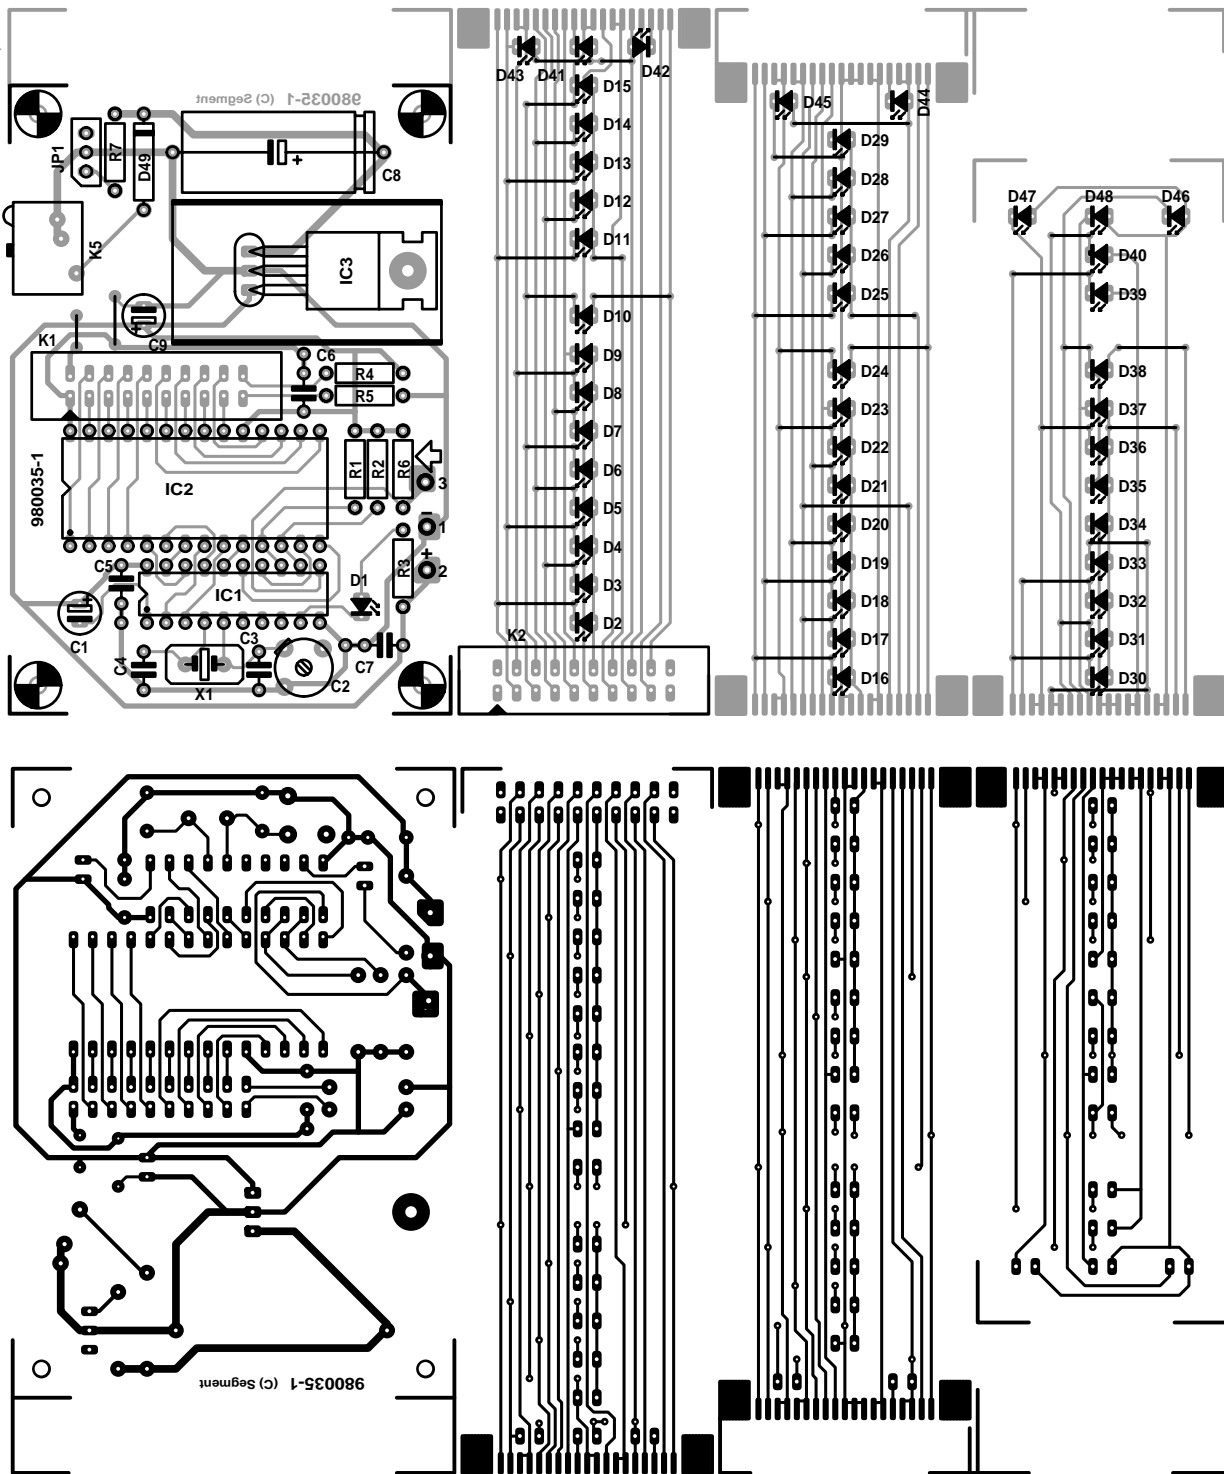 D43
D41
D42
D15
D14
D13
D12
D11
D10
D9
D8
D7
D6
D5
D4
D3
D2
K2
D45
D44
D29
D28
D27
D26
D25
D24
D23
D22
D21
D20
D19
D18
D17
D16
D47
D48
D46
D40
D39
D38
D37
D36
D35
D34
D33
D32
D31
D30
980035-1
(C) Segment
JP1
R7
D49
+
C8
K5
IC3
+
C9
K1
C6
R4
R5
980035-1
IC2
R1
R2
R6
3
−
1
+
2
C5
IC1
D1
R3
+
C1
C4
X1
C3
C2
C7
980035-1
(C) Segment